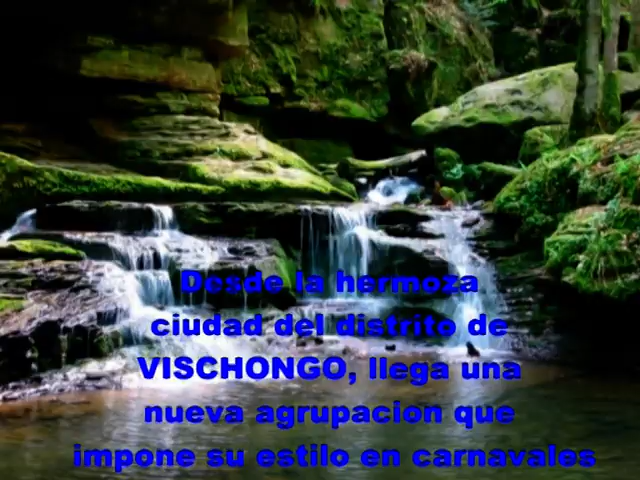 Desde la hermoza
ciudad del distrito de
VISCHONGO, llega una
nueva agrupacion que
impone su estilo en carnavales